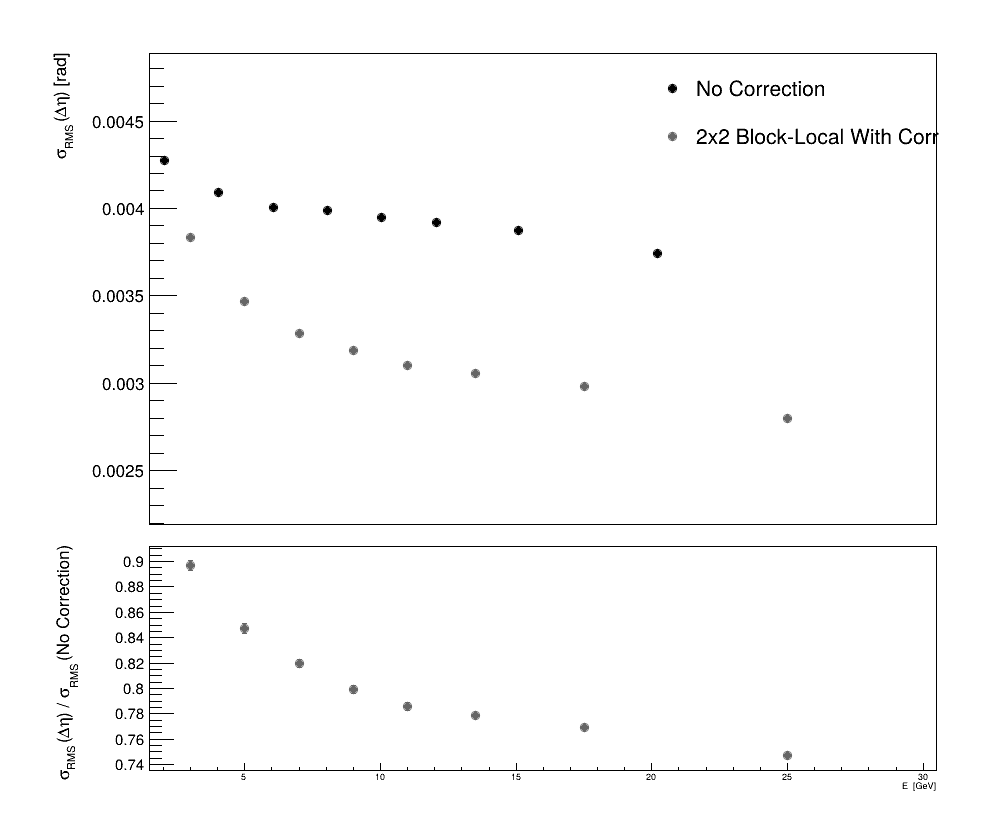 σRMS (Δη) [rad]
No Correction
2x2 Block-Local With Corr
0.0045
0.004
0.0035
0.003
0.0025
σRMS (Δη) / σRMS (No Correction)
0.9
0.88
0.86
0.84
0.82
0.8
0.78
0.76
0.74
5 10 15 20 25 30
E [GeV]